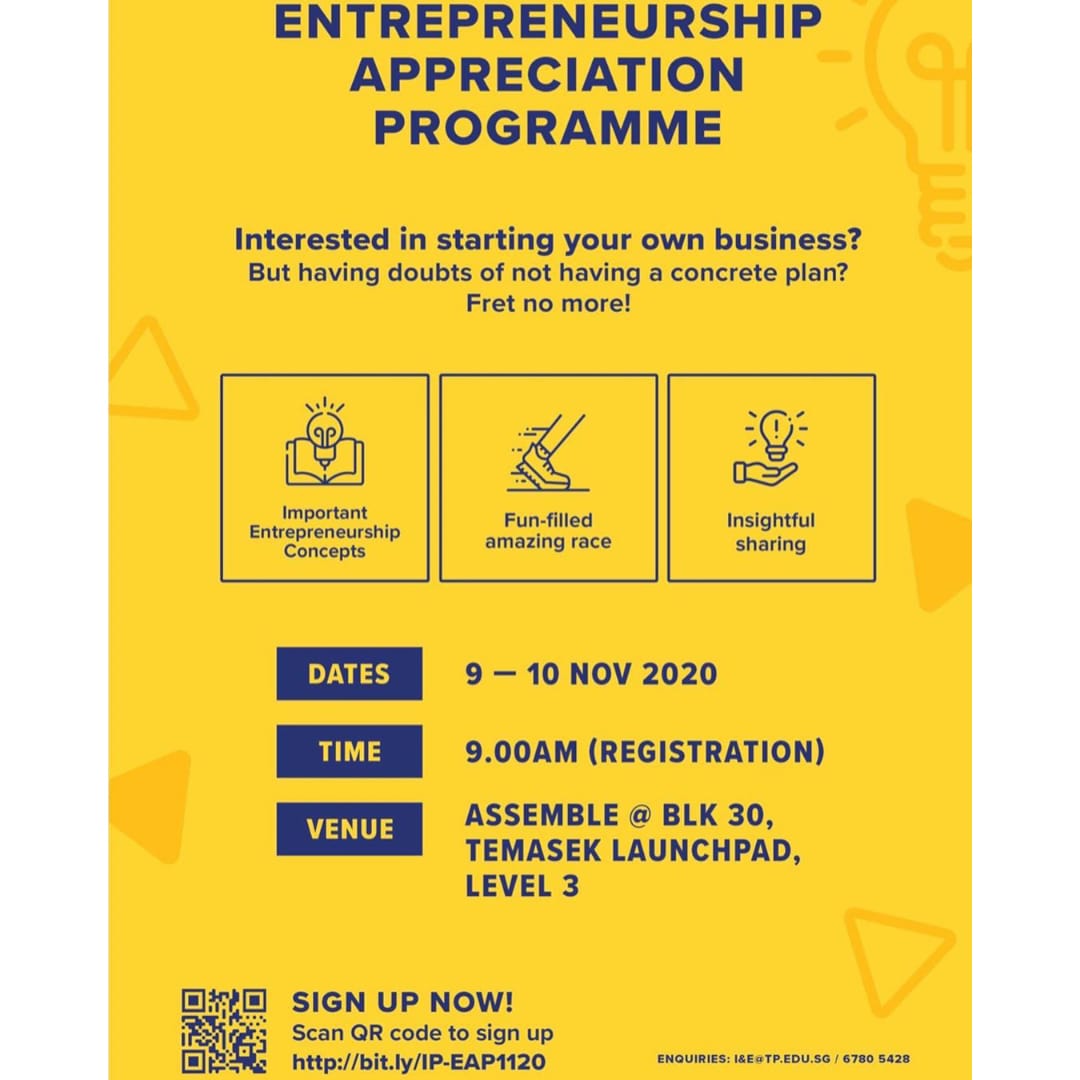 ENTREPRENEURSHIP
APPRECIATION
PROGRAMME
Interested in starting your own business?
But having doubts of not having a concrete plan?
Fret no more!
Important
Entrepreneurship
Concepts
Fun-filled
amazing race
Insightful
sharing
DATES
9 — 10 NOV 2020
TIME
9.00AM (REGISTRATION)
VENUE
ASSEMBLE @ BLK 30,
TEMASEK LAUNCHPAD,
LEVEL 3
SIGN UP NOW!
Scan QR code to sign up
http://bit.ly/IP-EAP1120
ENQUIRIES: I&E@TP.EDU.SG / 6780 5428